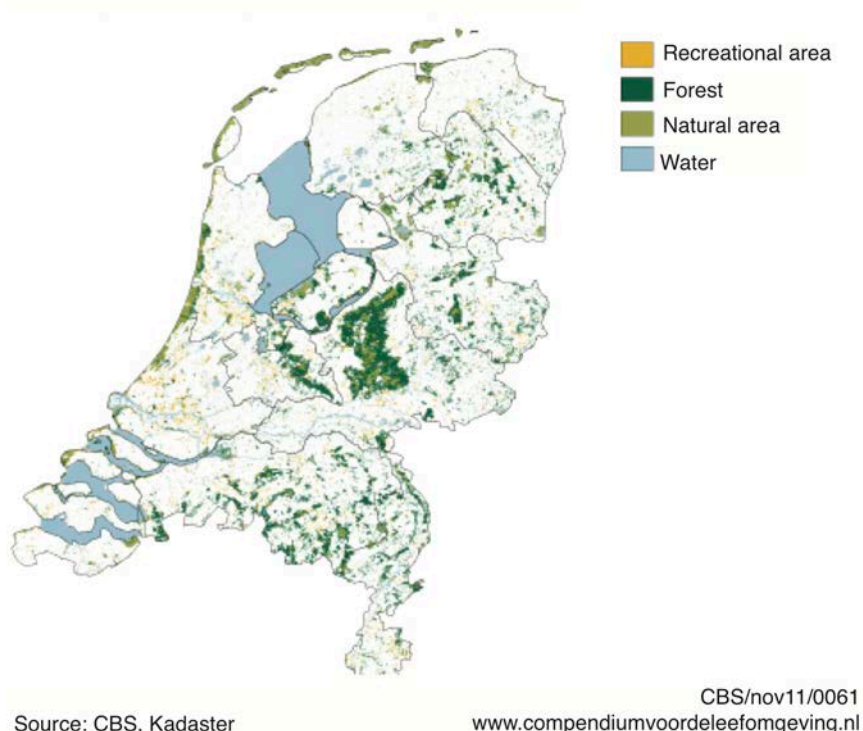 Recreational area
Forest
Natural area
Water
CBS/nov11/0061
Source: CBS, Kadaster
www.compendiumvoordeleefomgeving.nl